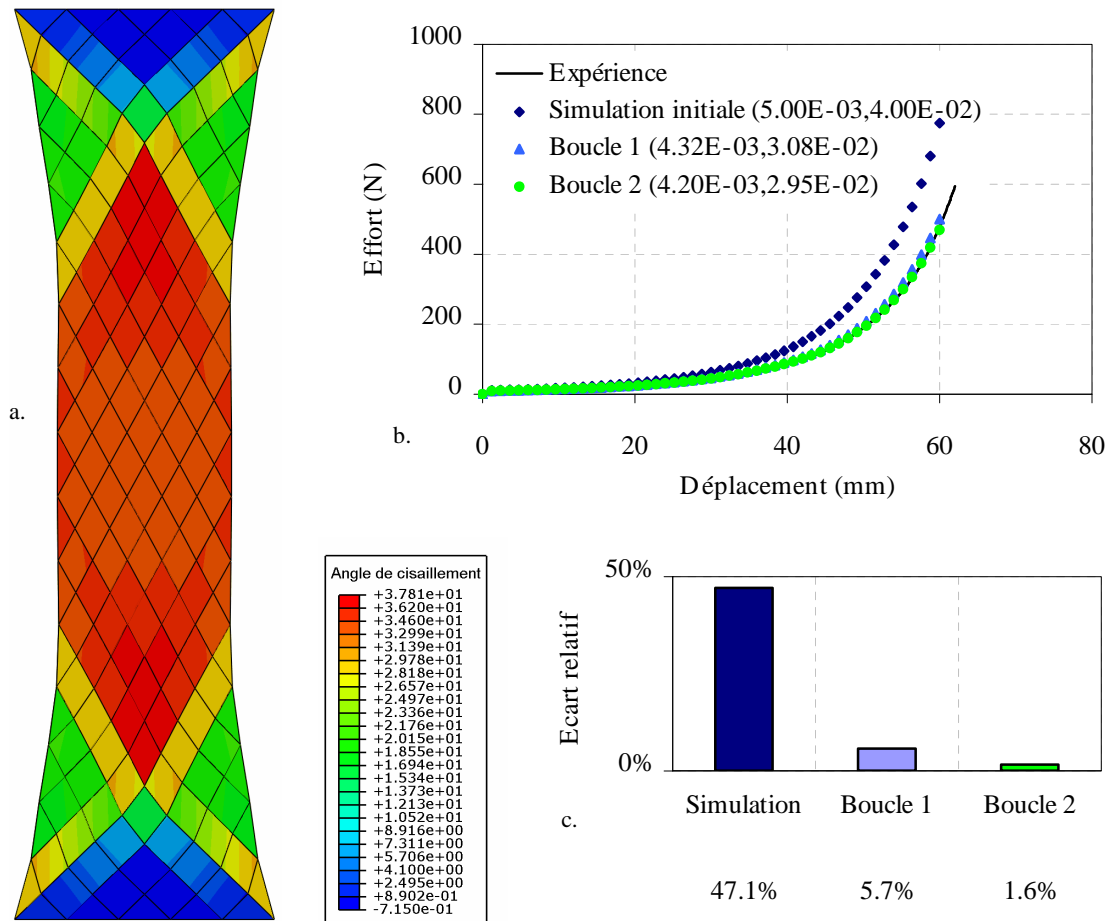 a.
1000
800
600
400
200
0
Effort (N)
Expérience
Simulation initiale (5.00E-03,4.00E-02)
Boucle 1 (4.32E-03,3.08E-02)
Boucle 2 (4.20E-03,2.95E-02)
0
20
40
60
80
Déplacement (mm)
b.
Angle de cisaillement
+3.781e+01
+3.620e+01
+3.460e+01
+3.299e+01
+3.139e+01
+2.978e+01
+2.818e+01
+2.657e+01
+2.497e+01
+2.336e+01
+2.176e+01
+2.015e+01
+1.855e+01
+1.694e+01
+1.534e+01
+1.373e+01
+1.213e+01
+1.052e+01
+8.916e+00
+7.311e+00
+5.706e+00
+4.100e+00
+2.495e+00
+8.902e-01
-7.150e-01
50%
0%
Ecart relatif
Simulation
Boucle 1
Boucle 2
c.
47.1%
5.7%
1.6%